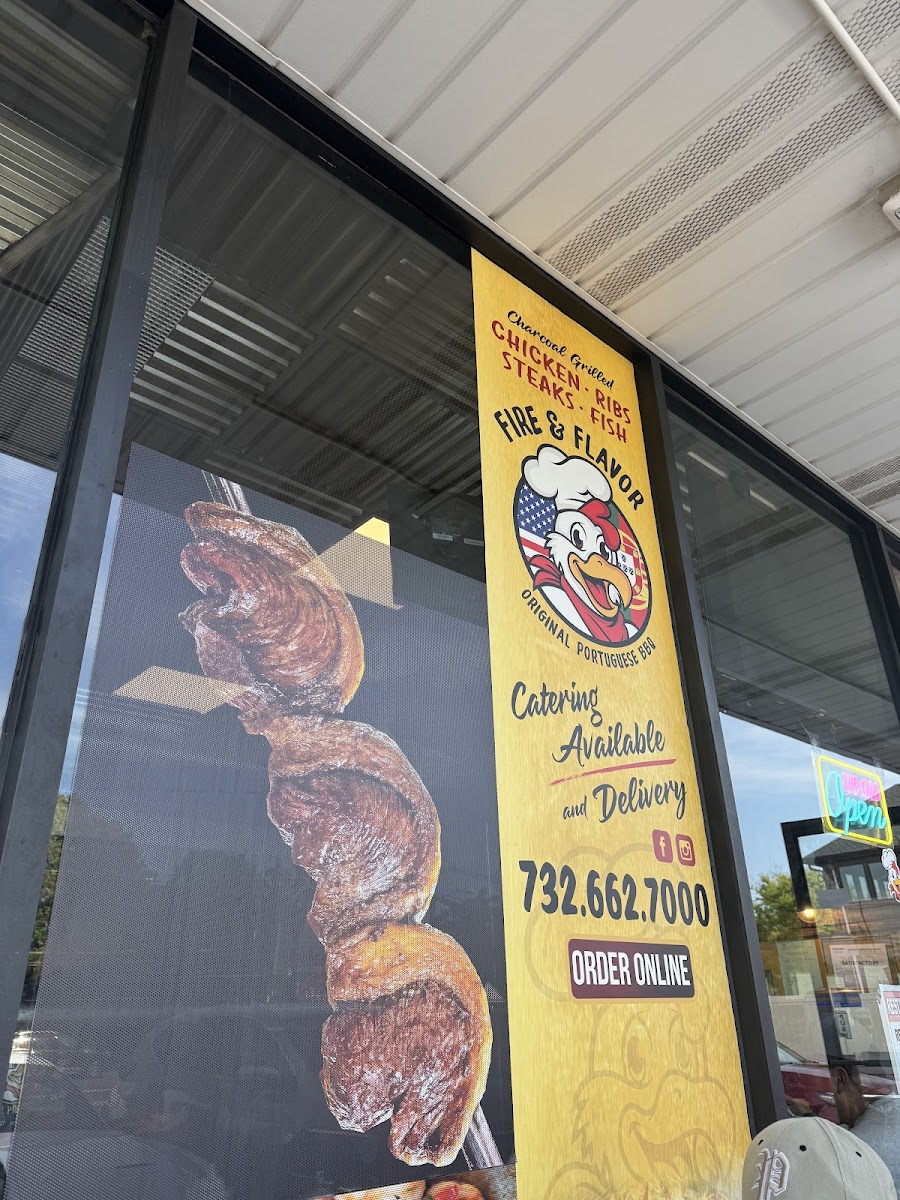 Charcoal Grilled
CHICKEN · RIBS
STEAKS · FISH
FIRE & FLAVOR
ORIGINAL PORTUGUESE BBQ
Catering
Available
and Delivery
f
732.662.7000
ORDER ONLINE
Open
SATISFACTORY
P